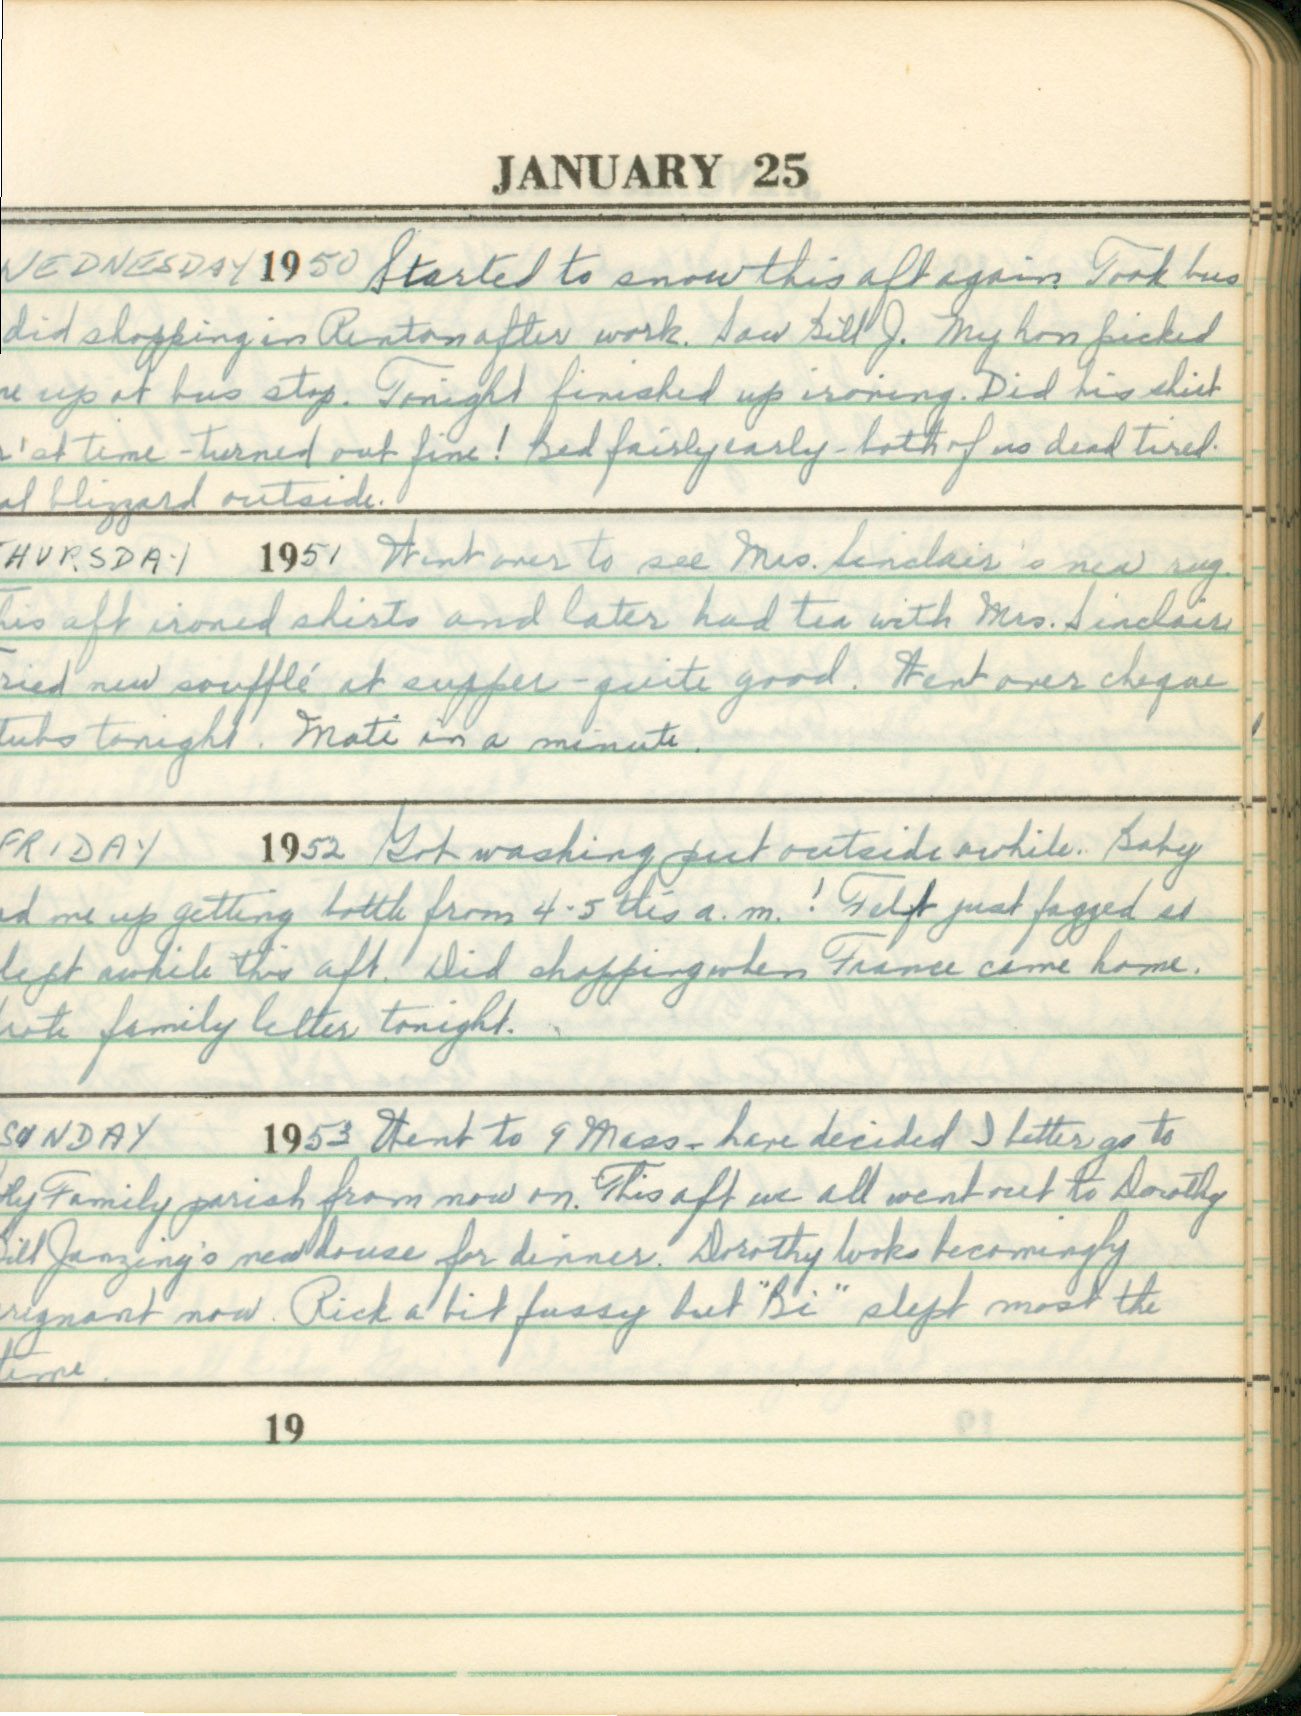 JANUARY 25
WEDNESDAY 1950 Started to snow this aft again. Took bus
did shopping in Renton after work. Saw Bill J. My hon picked
me up at bus stop. Tonight finished up ironing. Did his shirt
r'st time - turned out fine! Bed fairly early - both of us dead tired.
al blizzard outside.
THURSDAY 1951 Went over to see Mrs. Sinclair's new rug.
This aft ironed shirts and later had tea with Mrs. Sinclair
Tried new soufflé at supper - quite good. Went over cheque
tubs tonight. Mati in a minute.
FRIDAY 1952 Got washing put outside awhile. Baby
ad me up getting bottle from 4-5 this a.m.! Felt just fagged so
lept awhile this aft. Did shopping when France came home.
rote family letter tonight.
SUNDAY 1953 Went to 9 Mass - have decided I better go to
ly Family parish from now on. This aft we all went out to Dorothy
Bill Janzing's new house for dinner. Dorothy looks becomingly
regnant now. Rick a bit fussy but "Bi" slept most the
time.
19